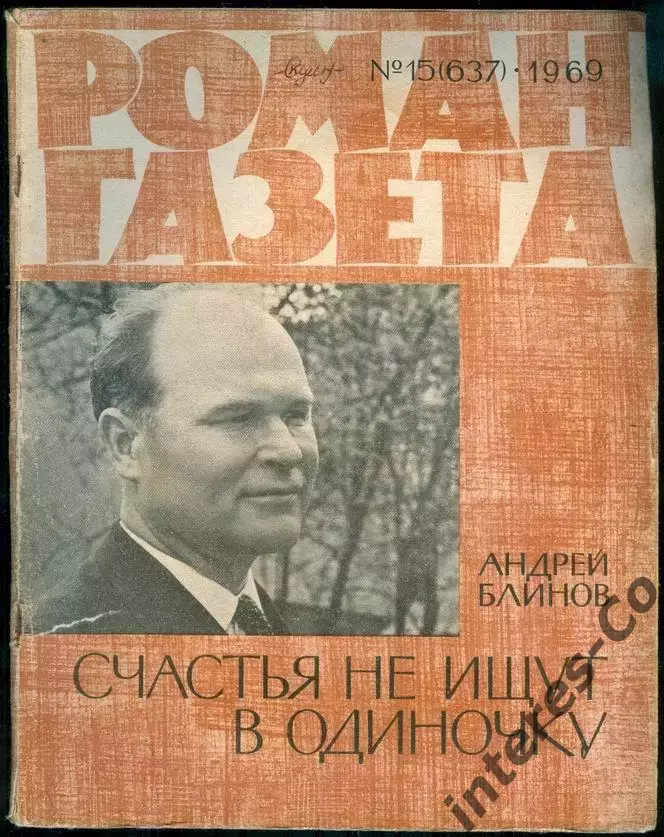 РОМАН
№15(637)·1969
ГАЗЕТА
АНДРЕЙ
БЛИНОВ
СЧАСТЬЯ НЕ ИЩУТ
В ОДИНОЧКУ
interes-Co